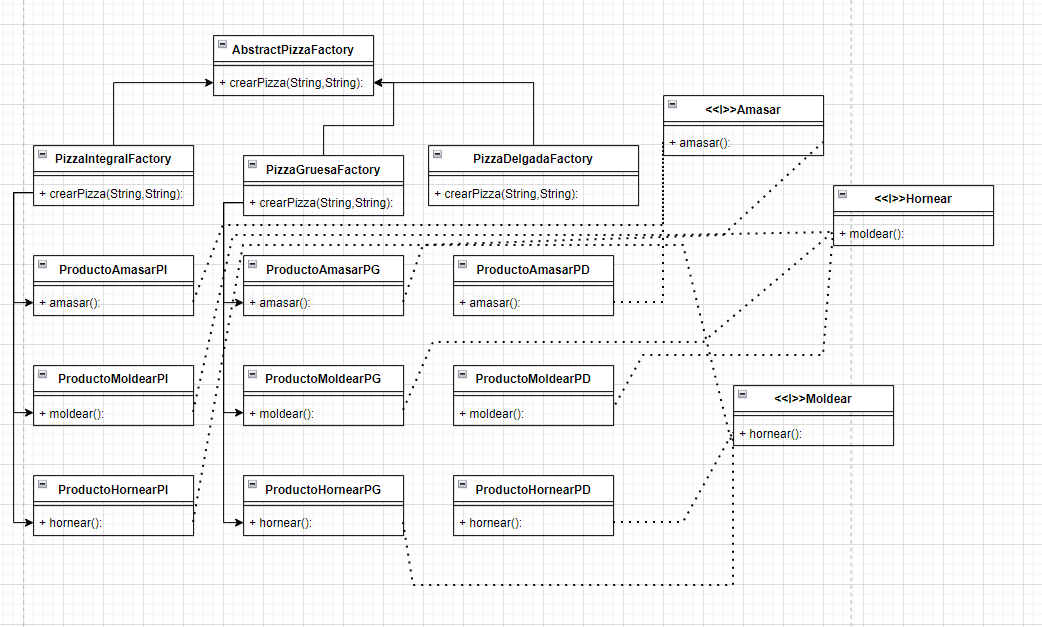 AbstractPizzaFactory
+ crearPizza(String,String):
<<I>>Amasar
+ amasar():
PizzaIntegralFactory
+ crearPizza(String,String):
PizzaGruesaFactory
+ crearPizza(String,String):
PizzaDelgadaFactory
+ crearPizza(String,String):
<<I>>Hornear
+ moldear():
ProductoAmasarPI
+ amasar():
ProductoAmasarPG
+ amasar():
ProductoAmasarPD
+ amasar():
ProductoMoldearPI
+ moldear():
ProductoMoldearPG
+ moldear():
ProductoMoldearPD
+ moldear():
<<I>>Moldear
+ hornear():
ProductoHornearPI
+ hornear():
ProductoHornearPG
+ hornear():
ProductoHornearPD
+ hornear():